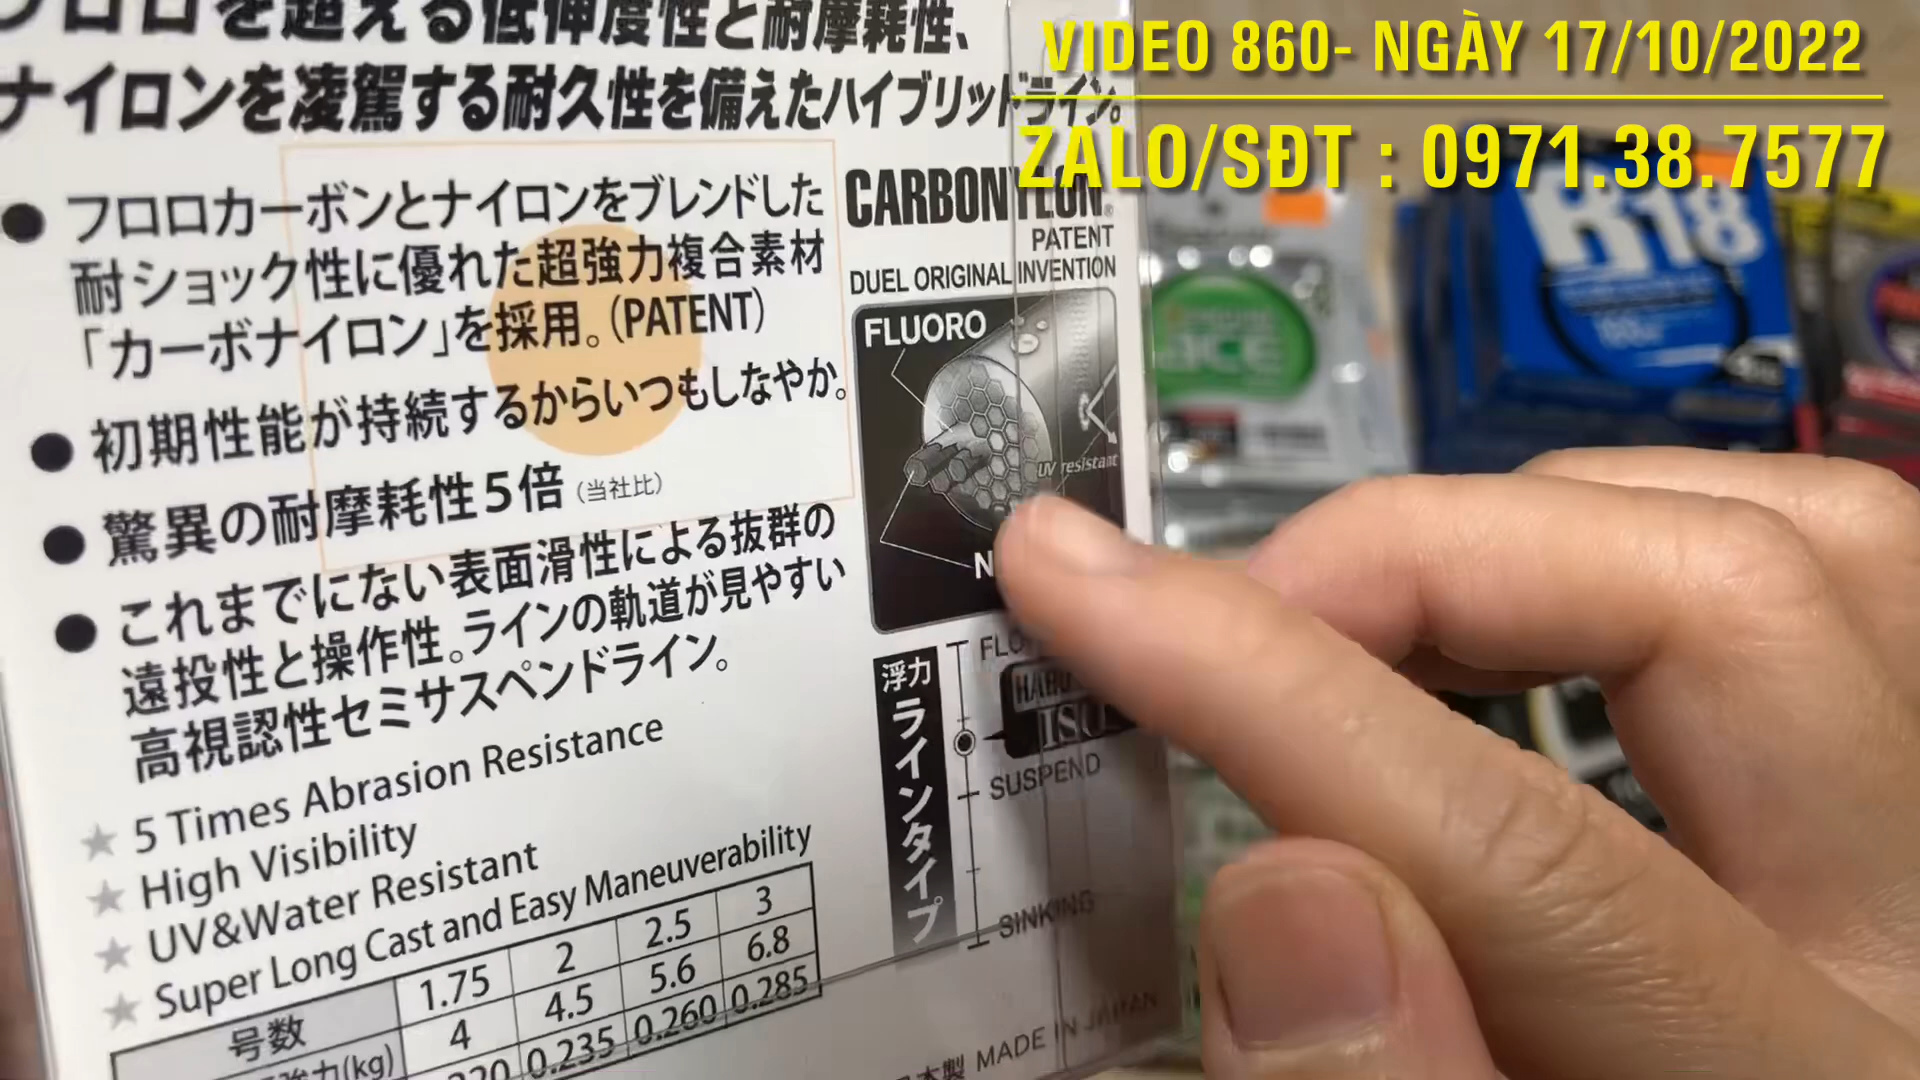 フロロを超える低伸度性と耐摩耗性、
ナイロンを凌駕する耐久性を備えたハイブリッドライン。
VIDEO 860- NGÀY 17/10/2022
ZALO/SĐT : 0971.38.7577
● フロロカーボンとナイロンをブレンドした
耐ショック性に優れた超強力複合素材
「カーボナイロン」を採用。(PATENT)
● 初期性能が持続するからいつもしなやか。
● 驚異の耐摩耗性5倍(当社比)
● これまでにない表面滑性による抜群の
遠投性と操作性。ラインの軌道が見やすい
高視認性セミサスペンドライン。
★ 5 Times Abrasion Resistance
★ High Visibility
★ UV&Water Resistant
★ Super Long Cast and Easy Maneuverability
号数 1.75 2 2.5 3
強力(kg) 4 4.5 5.6 6.8
0.235 0.260 0.285
CARBONYLON®
PATENT
DUEL ORIGINAL INVENTION
FLUORO
UV resistant
浮力
ラインタイプ
ISO
SUSPEND
SINKING
本製 MADE IN JAPAN
R18
ACE